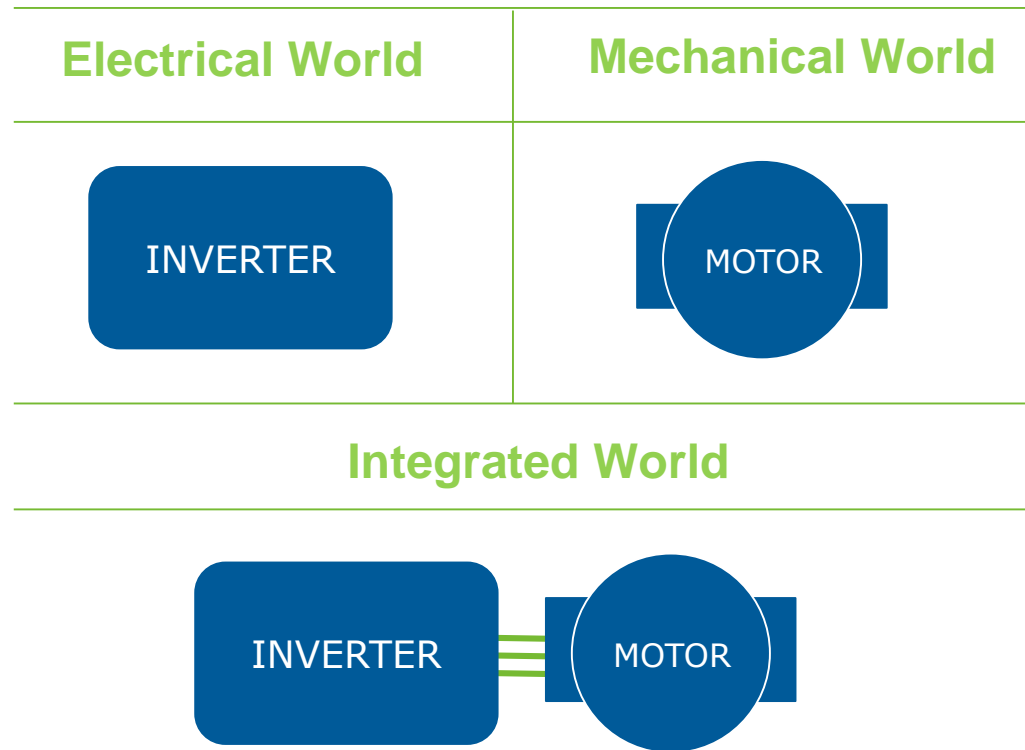 Electrical World
Mechanical World
INVERTER
MOTOR
Integrated World
INVERTER
MOTOR